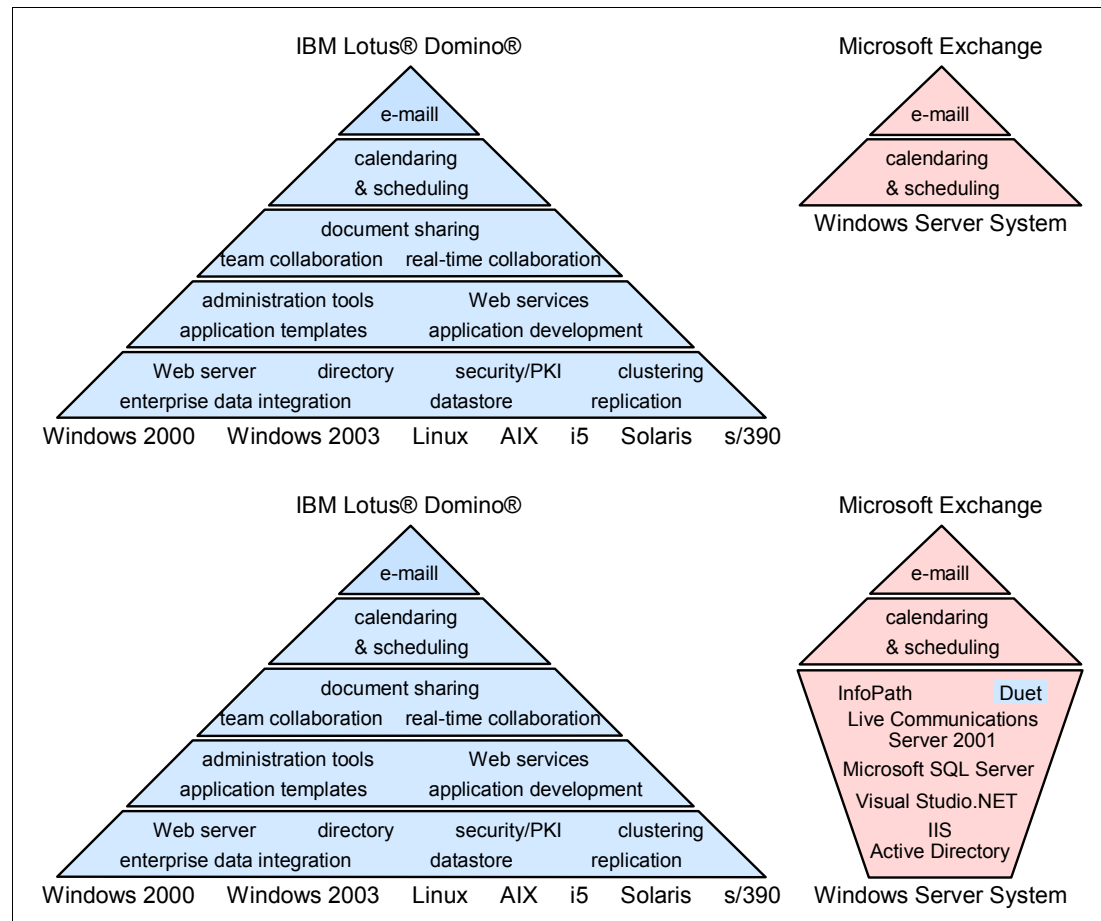 IBM Lotus® Domino®
e-maill
calendaring
& scheduling
document sharing
team collaboration real-time collaboration
administration tools Web services
application templates application development
Web server directory security/PKI clustering
enterprise data integration datastore replication
Windows 2000 Windows 2003 Linux AIX i5 Solaris s/390
Microsoft Exchange
e-maill
calendaring
& scheduling
Windows Server System
IBM Lotus® Domino®
e-maill
calendaring
& scheduling
document sharing
team collaboration real-time collaboration
administration tools Web services
application templates application development
Web server directory security/PKI clustering
enterprise data integration datastore replication
Windows 2000 Windows 2003 Linux AIX i5 Solaris s/390
Microsoft Exchange
e-maill
calendaring
& scheduling
InfoPath Duet
Live Communications
Server 2001
Microsoft SQL Server
Visual Studio.NET
IIS
Active Directory
Windows Server System